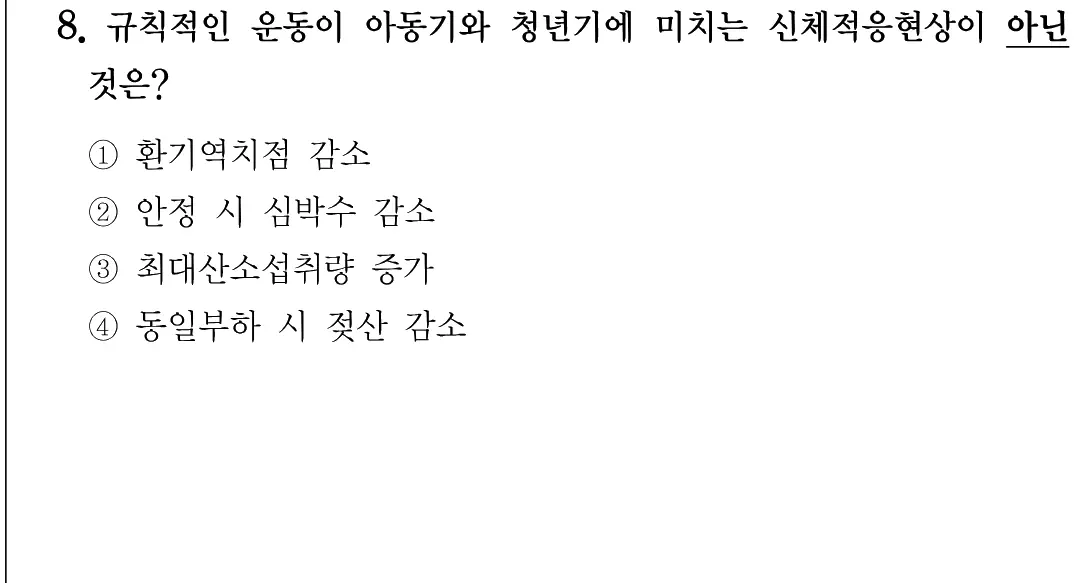 8. 규칙적인 운동이 아동기와 청년기에 미치는 신체적응현상이 아닌
것은?
① 환기역치점 감소
② 안정 시 심박수 감소
③ 최대산소섭취량 증가
④ 동일부하 시 젖산 감소